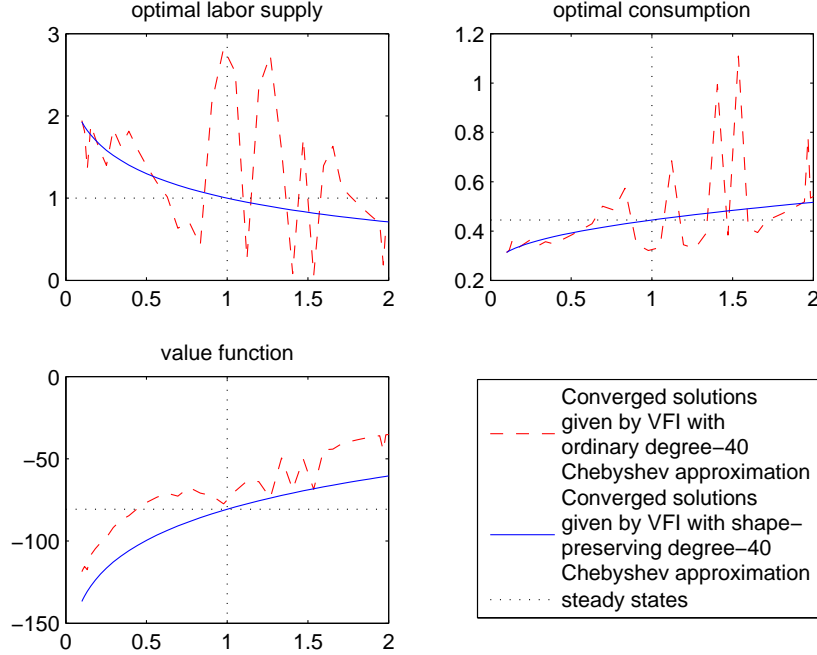 optimal labor supply
3
2
1
0
0
0.5
1
1.5
2
optimal consumption
1.2
1
0.8
0.6
0.4
0.2
0
0.5
1
1.5
2
value function
0
−50
−100
−150
0
0.5
1
1.5
2
Converged solutions
given by VFI with
ordinary degree−40
Chebyshev approximation
Converged solutions
given by VFI with shape−
preserving degree−40
Chebyshev approximation
steady states